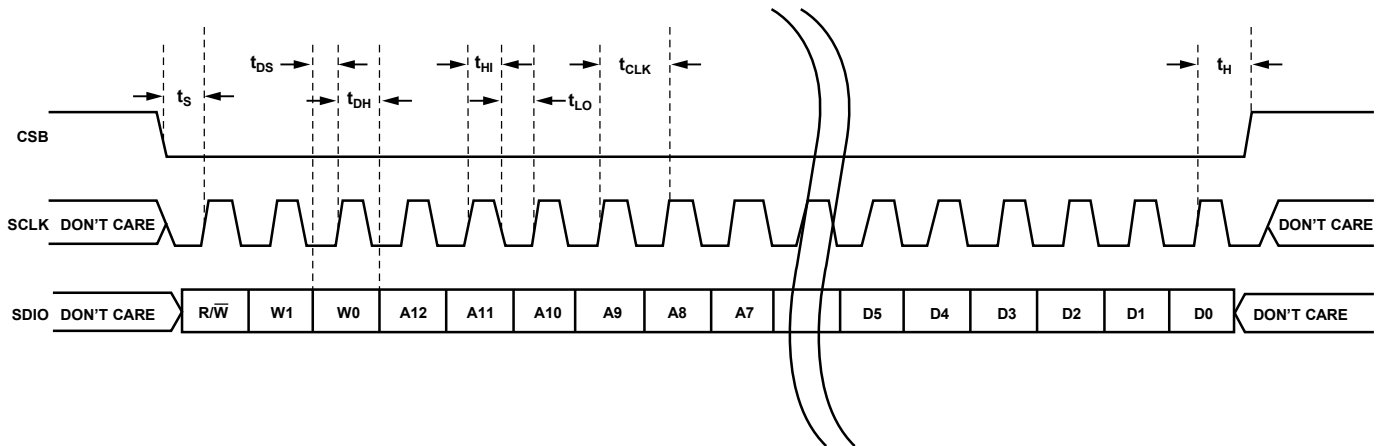 tDS
tHI
tCLK
tH
tS
tDH
tLO
CSB
SCLK DON'T CARE
DON'T CARE
SDIO DON'T CARE R/W̅ W1 W0 A12 A11 A10 A9 A8 A7 D5 D4 D3 D2 D1 D0 DON'T CARE